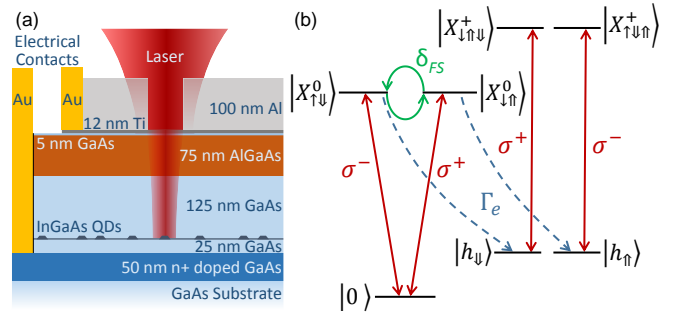 (a)
Electrical
Contacts
Laser
Au
Au
100 nm Al
12 nm Ti
5 nm GaAs
75 nm AlGaAs
125 nm GaAs
InGaAs QDs
25 nm GaAs
50 nm n+ doped GaAs
GaAs Substrate
(b)
|X⁺↓⇑⇓⟩
|X⁺↑⇓⇑⟩
δFS
|X⁰↑⇓⟩
|X⁰↓⇑⟩
σ⁻
σ⁺
σ⁺
σ⁻
Γe
|h⇓⟩
|h⇑⟩
|0⟩